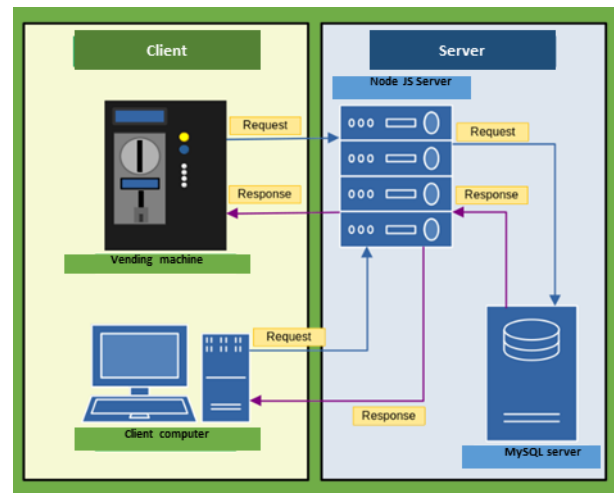 Client
Server
Node JS Server
Request
Request
Response
Response
Vending machine
Request
Response
Client computer
MySQL server